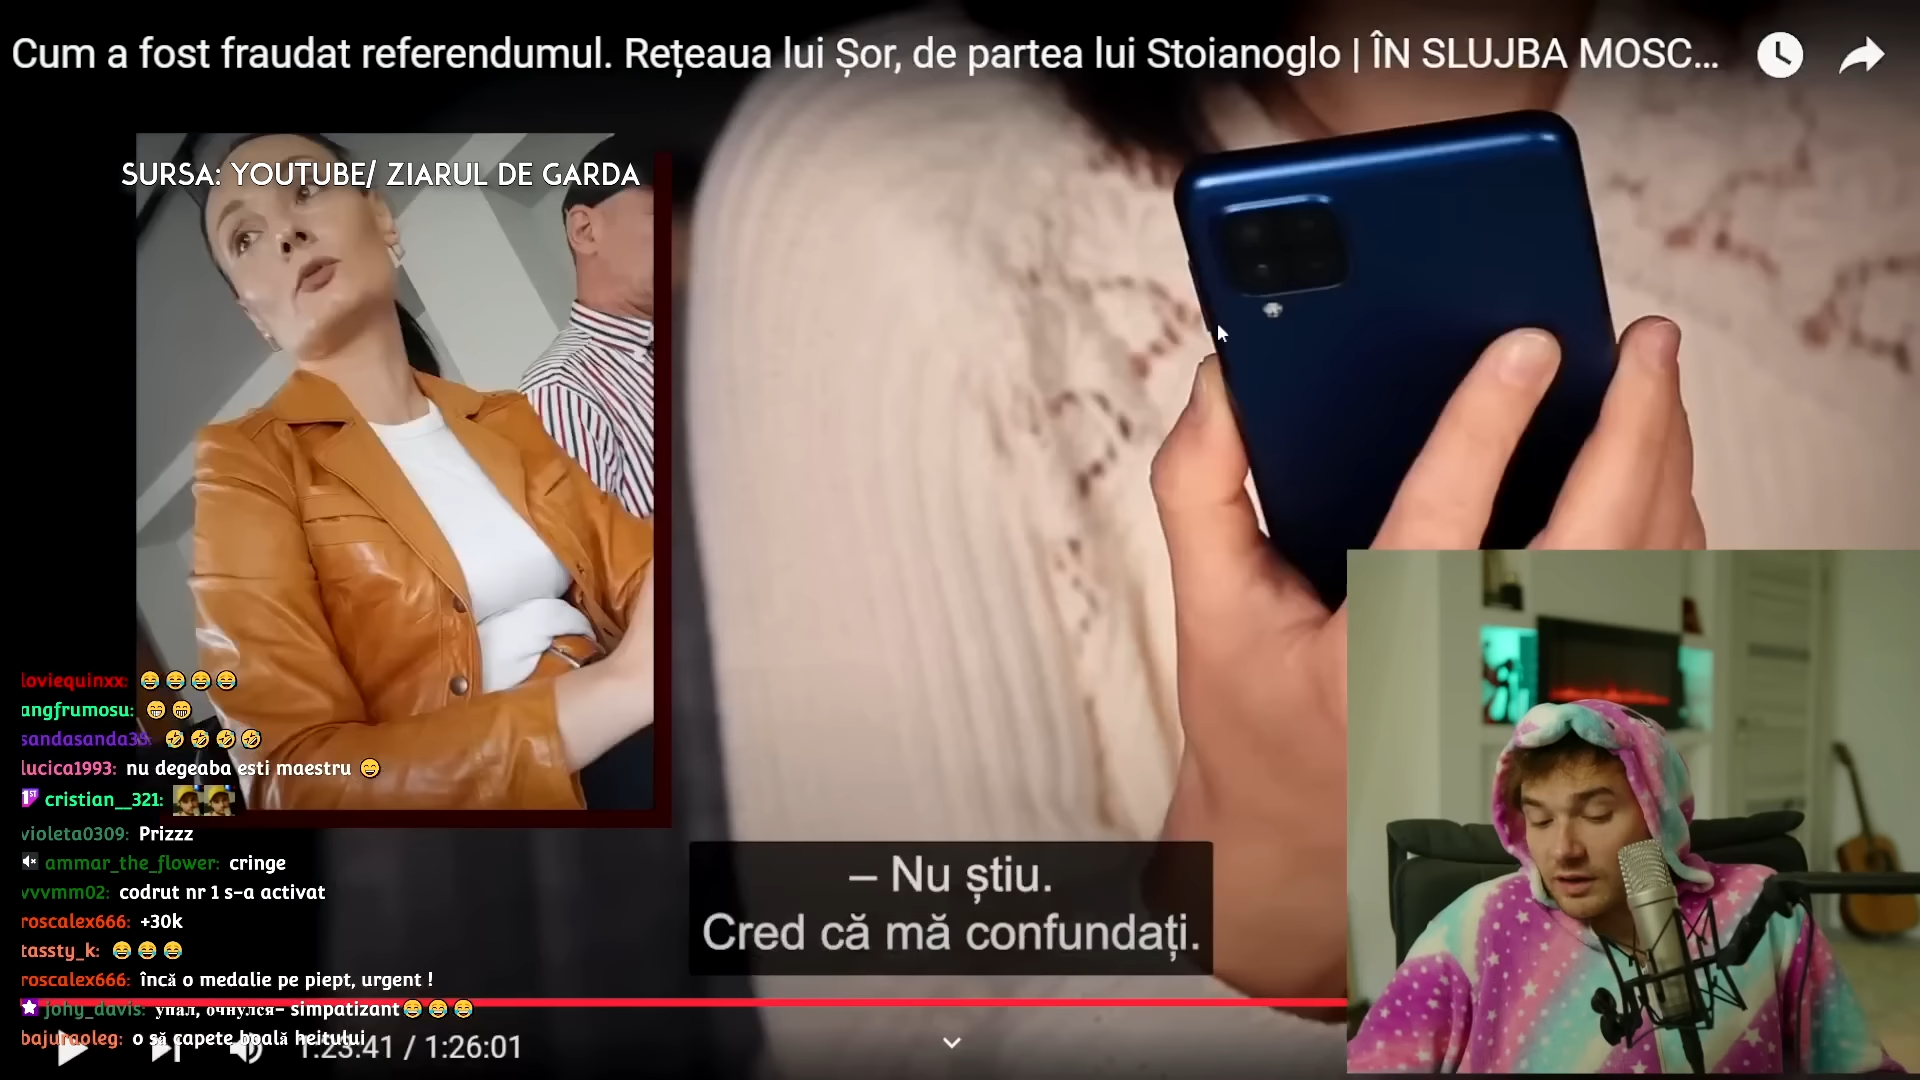 Cum a fost fraudat referendumul. Rețeaua lui Șor, de partea lui Stoianoglo | ÎN SLUJBA MOSC...
SURSA: YOUTUBE/ ZIARUL DE GARDA
loviequinxx: 😂 😂 😂 😂
angfrumosu: 😁 😁
sandasanda35: 🤣 🤣 🤣 🤣
lucica1993: nu degeaba esti maestru 😄
1ST cristian__321:
violeta0309: Prizzz
ammar_the_flower: cringe
vvvmm02: codrut nr 1 s-a activat
roscalex666: +30k
tassty_k: 😂 😂 😂
roscalex666: încă o medalie pe piept, urgent !
johy_davis: упал, очнулся- simpatizant 😂 😂 😂
bajuraoleg: o să capete boală heitului
– Nu știu.
Cred că mă confundați.
1:23:41 / 1:26:01